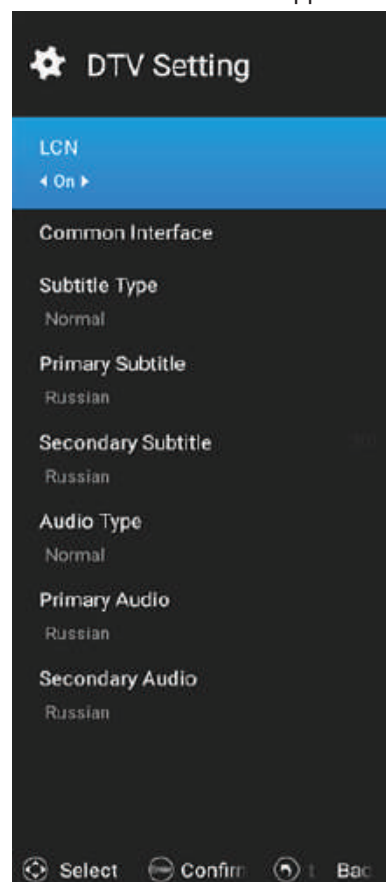 DTV Setting
LCN
On
Common Interface
Subtitle Type
Normal
Primary Subtitle
Russian
Secondary Subtitle
Russian
Audio Type
Normal
Primary Audio
Russian
Secondary Audio
Russian
Select Confirm Bac